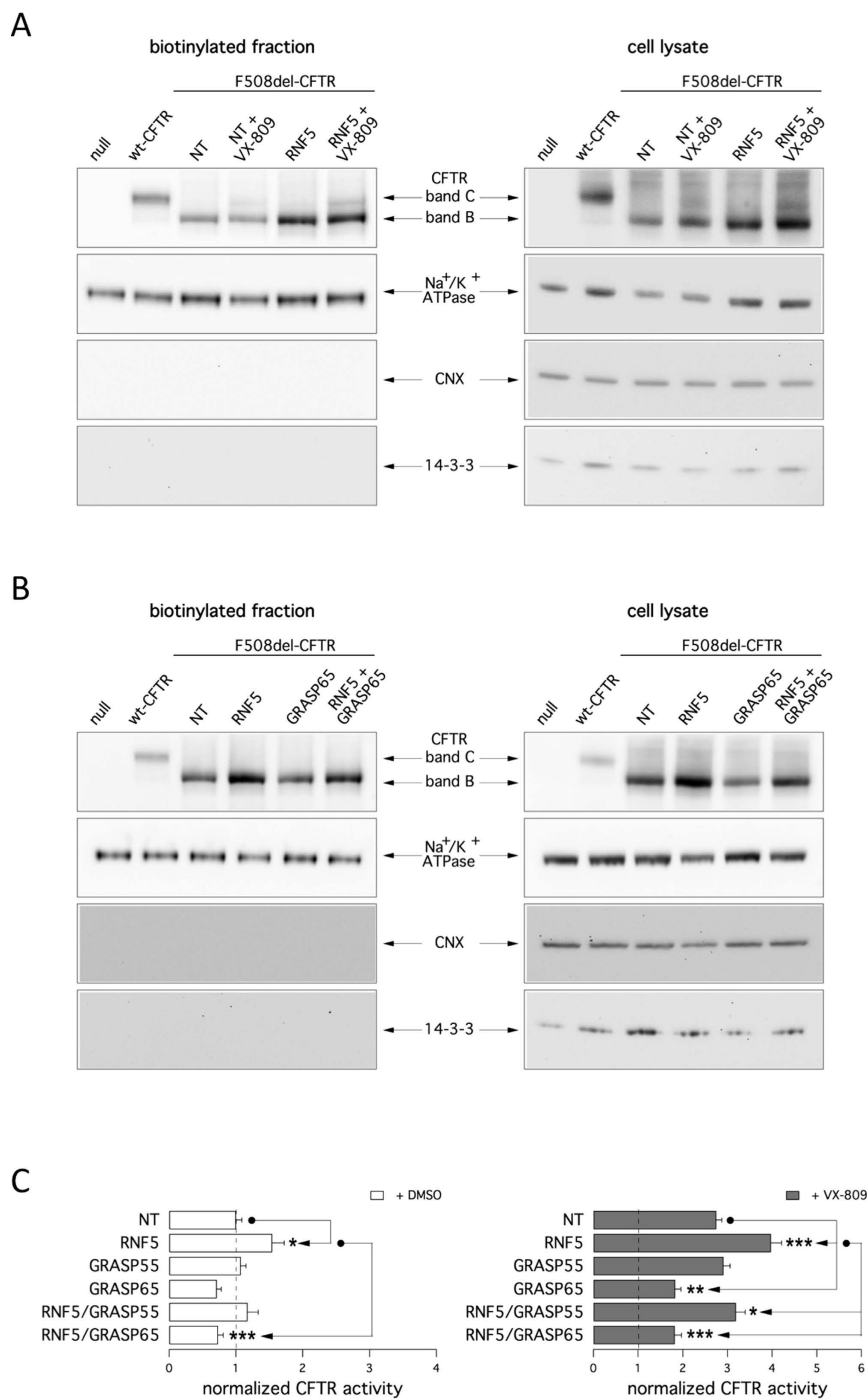 A
biotinylated fraction
cell lysate
F508del-CFTR
F508del-CFTR
null
wt-CFTR
NT
NT +
VX-809
RNF5
RNF5 +
VX-809
null
wt-CFTR
NT
NT +
VX-809
RNF5
RNF5 +
VX-809
CFTR
band C
band B
Na+/K +
ATPase
CNX
14-3-3
B
biotinylated fraction
cell lysate
F508del-CFTR
F508del-CFTR
null
wt-CFTR
NT
RNF5
GRASP65
RNF5 +
GRASP65
null
wt-CFTR
NT
RNF5
GRASP65
RNF5 +
GRASP65
CFTR
band C
band B
Na+/K +
ATPase
CNX
14-3-3
C
+ DMSO
NT
RNF5 *
GRASP55
GRASP65
RNF5/GRASP55
RNF5/GRASP65 ***
0 1 2 3 4
normalized CFTR activity
+ VX-809
NT
RNF5 ***
GRASP55
GRASP65 **
RNF5/GRASP55 *
RNF5/GRASP65 ***
0 1 2 3 4 5 6
normalized CFTR activity